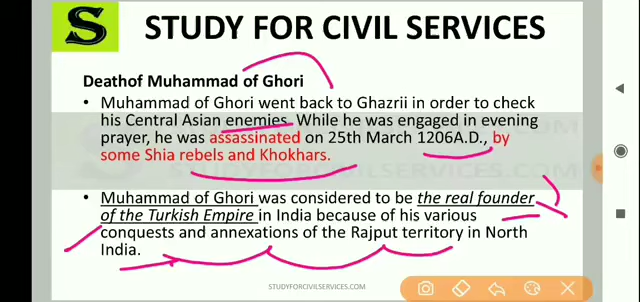 S STUDY FOR CIVIL SERVICES
Deathof Muhammad of Ghori
• Muhammad of Ghori went back to Ghazrii in order to check
his Central Asian enemies. While he was engaged in evening
prayer, he was assassinated on 25th March 1206A.D., by
some Shia rebels and Khokhars.
• Muhammad of Ghori was considered to be the real founder
of the Turkish Empire in India because of his various
conquests and annexations of the Rajput territory in North
India.
STUDYFORCIVILSERVICES.COM